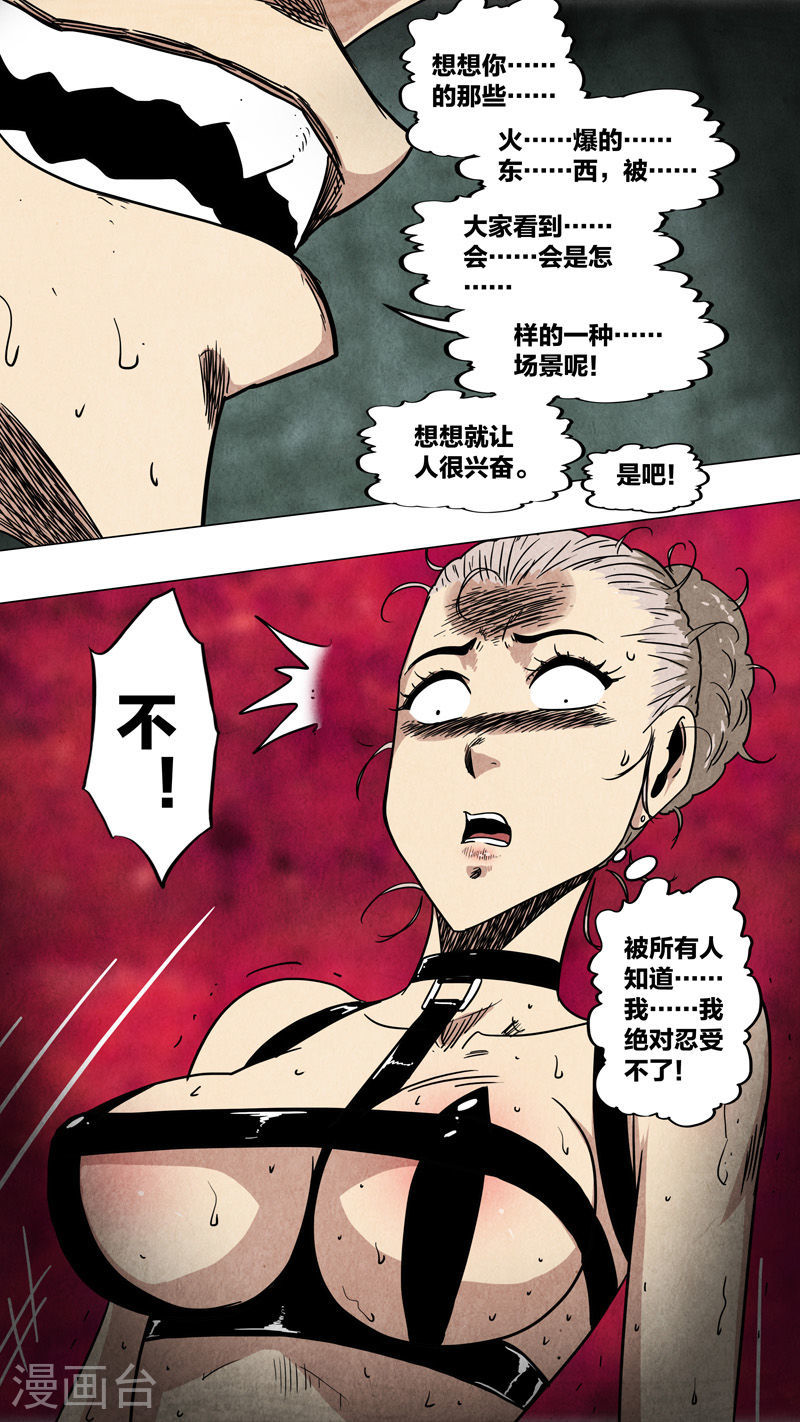 想想你……
的那些……
火……爆的……
东……西，被……
大家看到……
会……会是怎
……
样的一种……
场景呢！
想想就让
人很兴奋。
是吧！
不！
被所有人
知道……
我……我
绝对忍受
不了！
漫画台